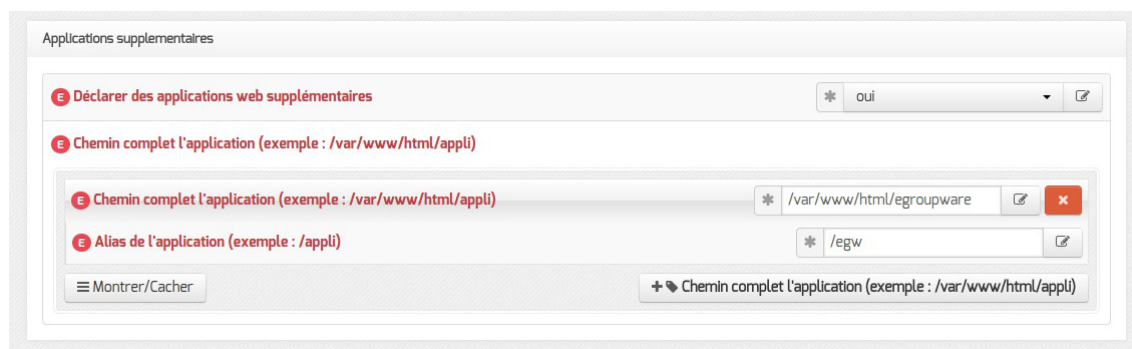 Applications supplementaires
E Déclarer des applications web supplémentaires * oui
E Chemin complet l'application (exemple : /var/www/html/appli)
E Chemin complet l'application (exemple : /var/www/html/appli) * /var/www/html/egroupware
E Alias de l'application (exemple : /appli) * /egw
Montrer/Cacher + Chemin complet l'application (exemple : /var/www/html/appli)